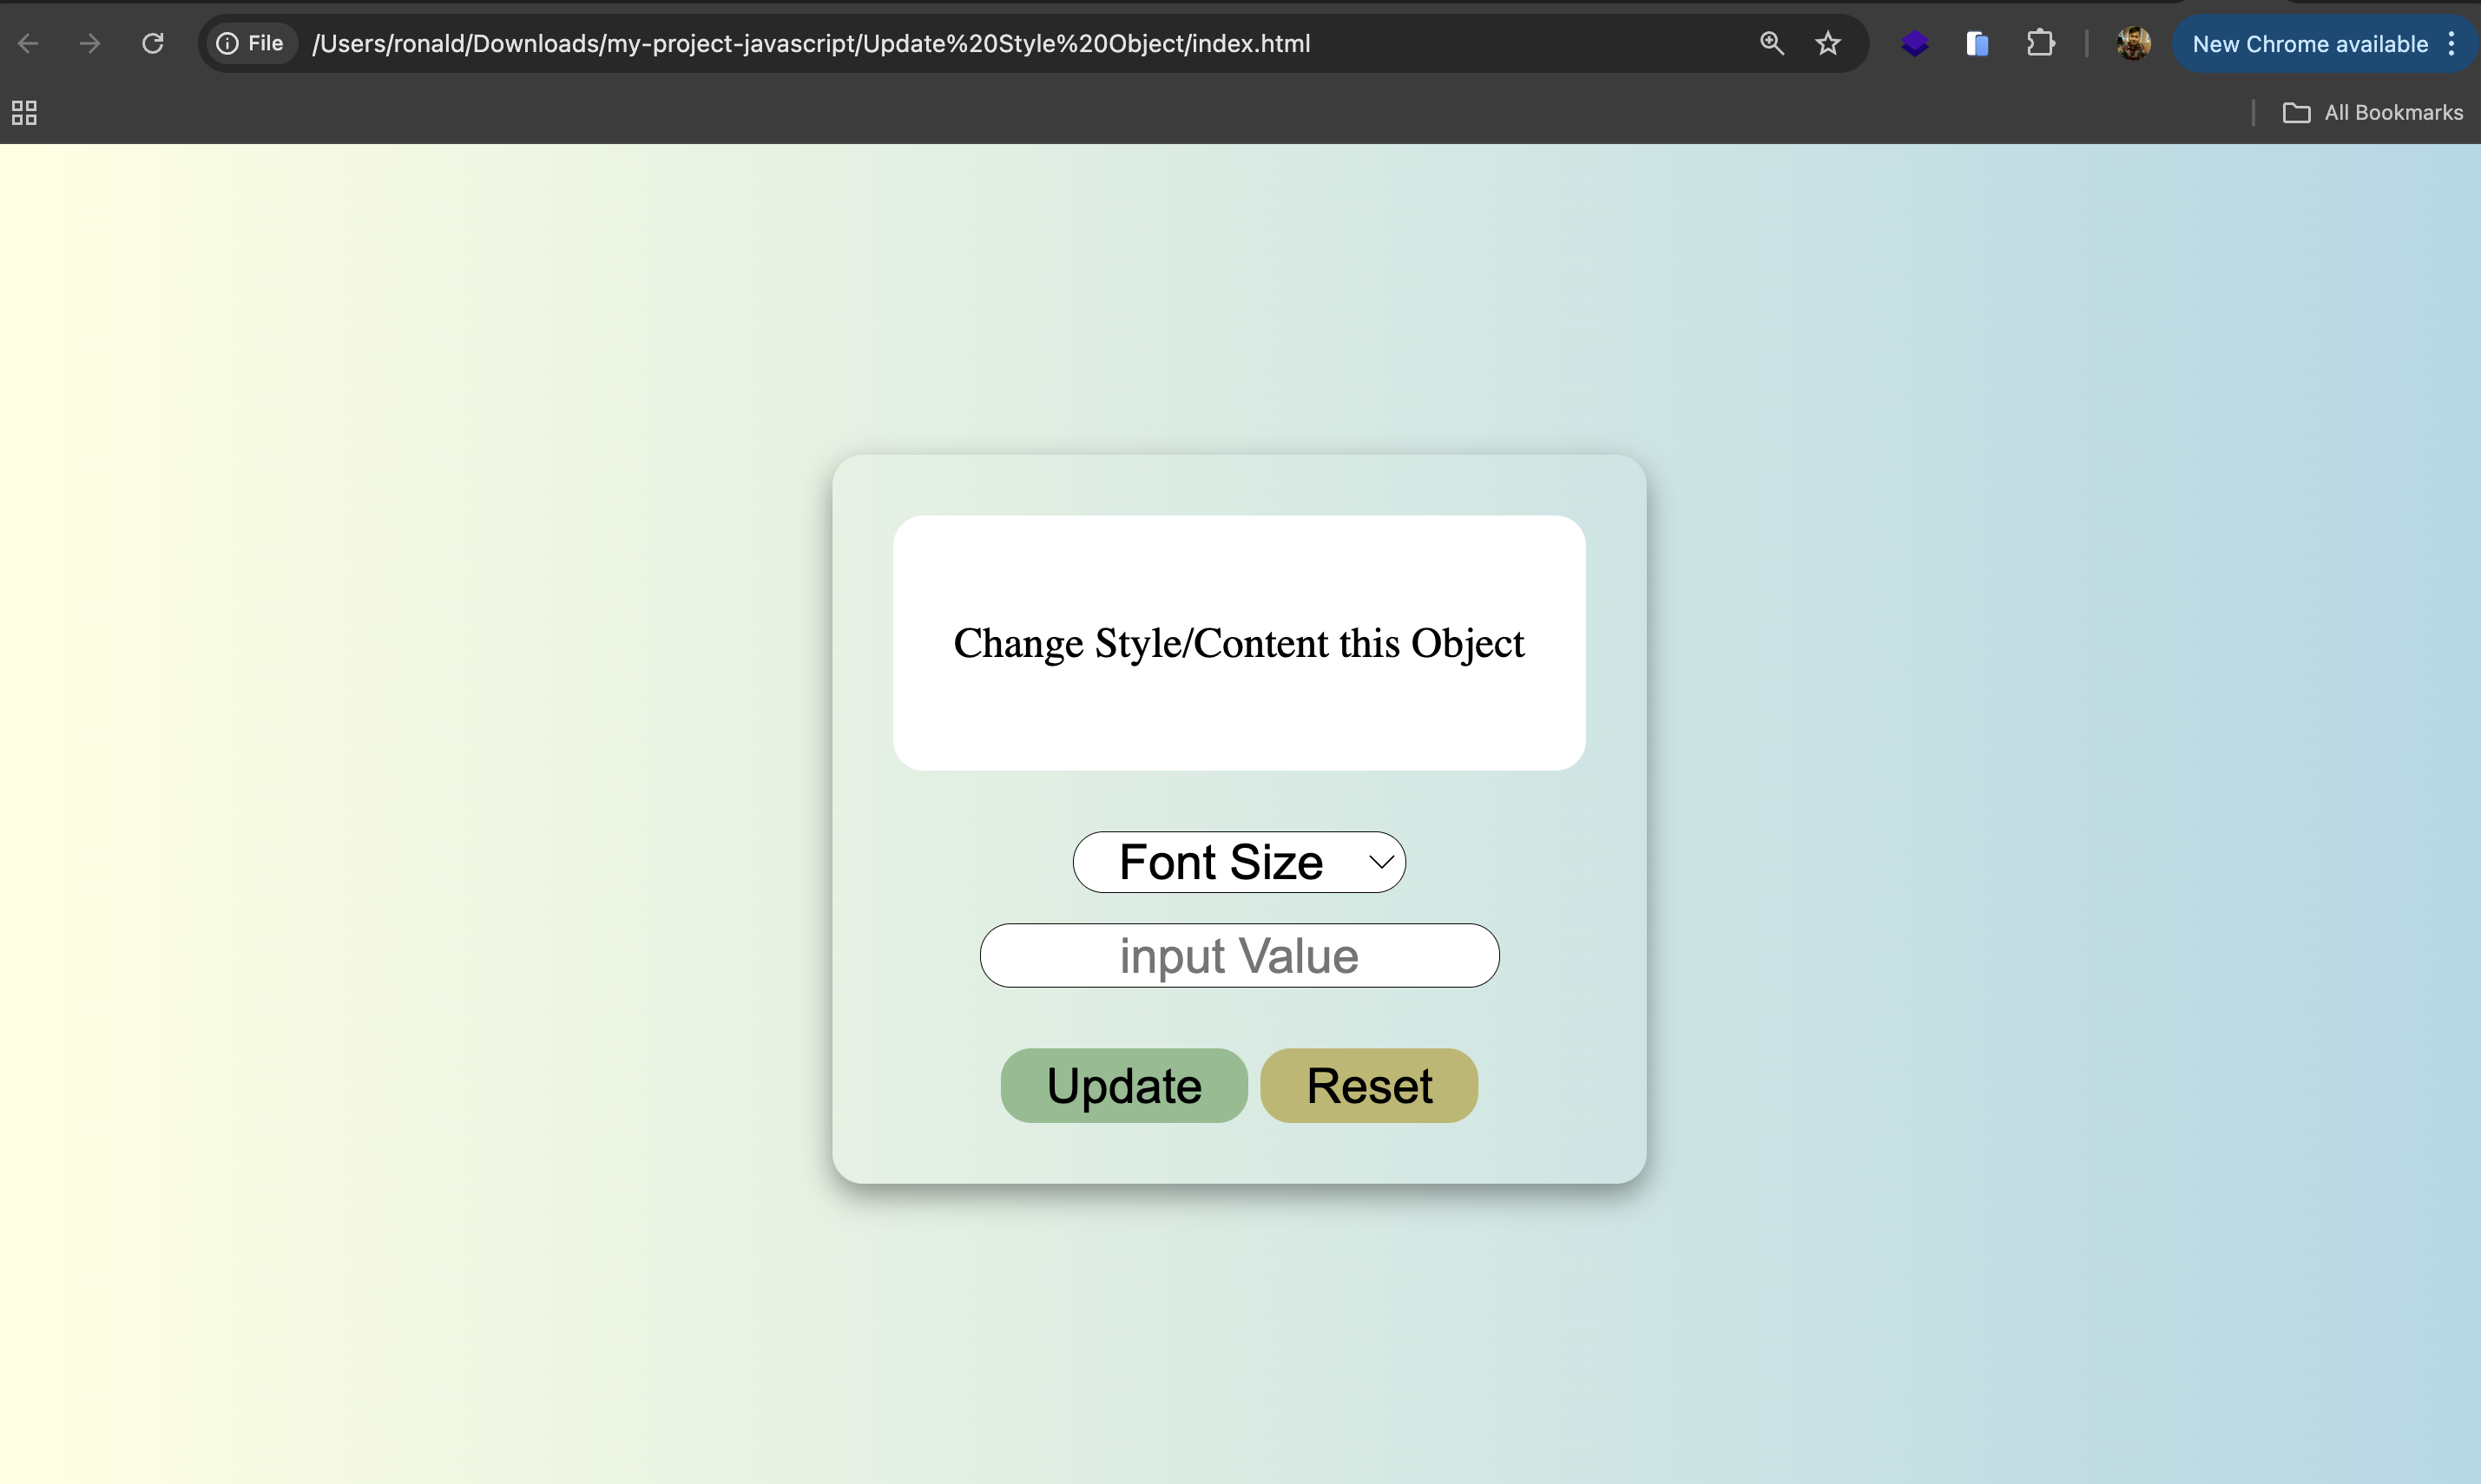 File /Users/ronald/Downloads/my-project-javascript/Update%20Style%20Object/index.html New Chrome available
All Bookmarks
Change Style/Content this Object
Font Size
input Value
Update Reset